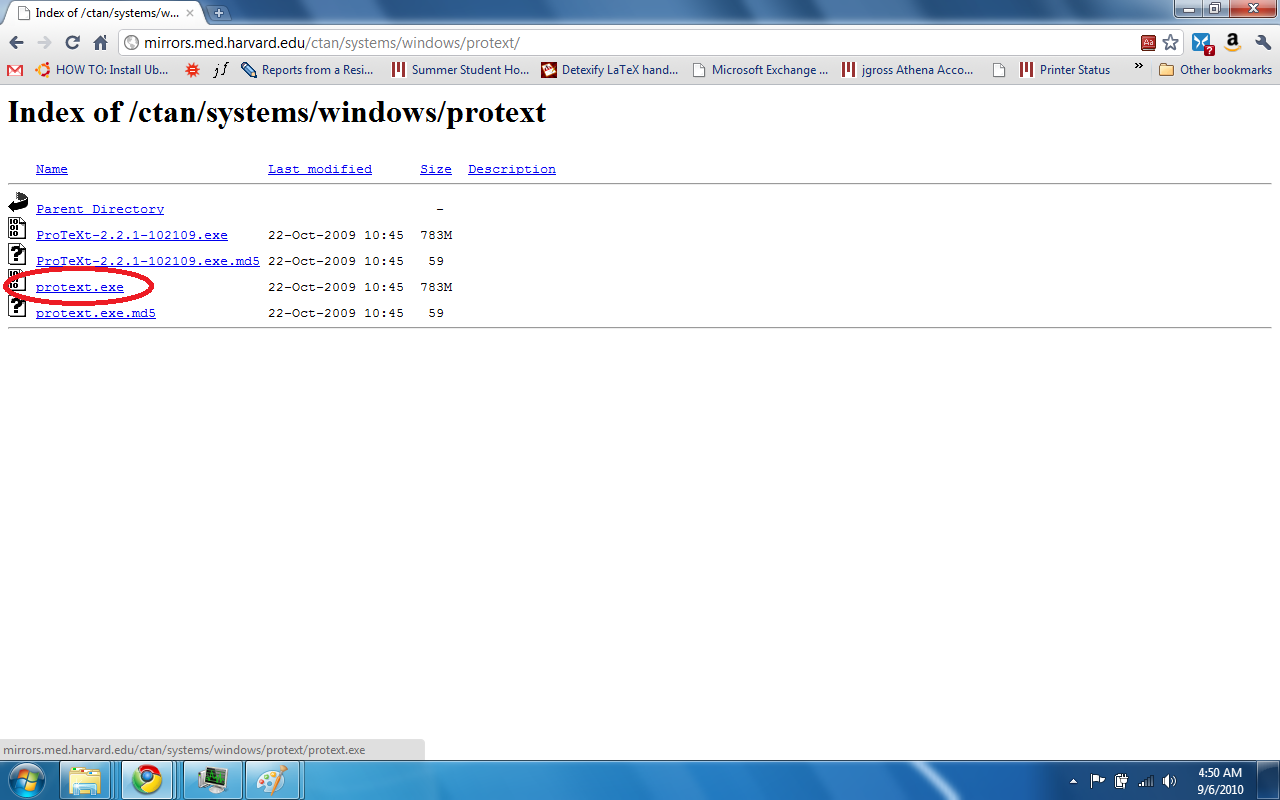 Index of /ctan/systems/w...
mirrors.med.harvard.edu/ctan/systems/windows/protext/
HOW TO: Install Ub... jf Reports from a Resi... Summer Student Ho... Detexify LaTeX hand... Microsoft Exchange ... jgross Athena Acco... Printer Status » Other bookmarks
Index of /ctan/systems/windows/protext
Name Last modified Size Description
Parent Directory -
ProTeXt-2.2.1-102109.exe 22-Oct-2009 10:45 783M
ProTeXt-2.2.1-102109.exe.md5 22-Oct-2009 10:45 59
protext.exe 22-Oct-2009 10:45 783M
protext.exe.md5 22-Oct-2009 10:45 59
mirrors.med.harvard.edu/ctan/systems/windows/protext/protext.exe
4:50 AM
9/6/2010